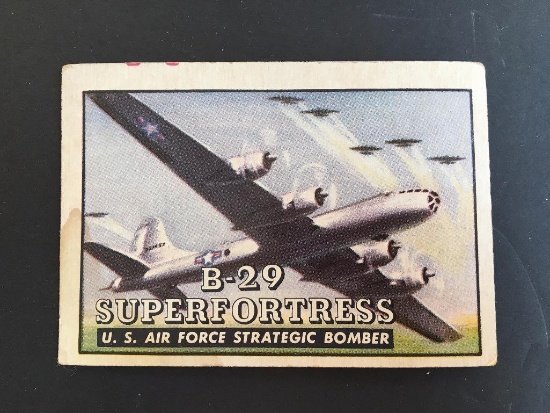 B-29
SUPERFORTRESS
U. S. AIR FORCE STRATEGIC BOMBER